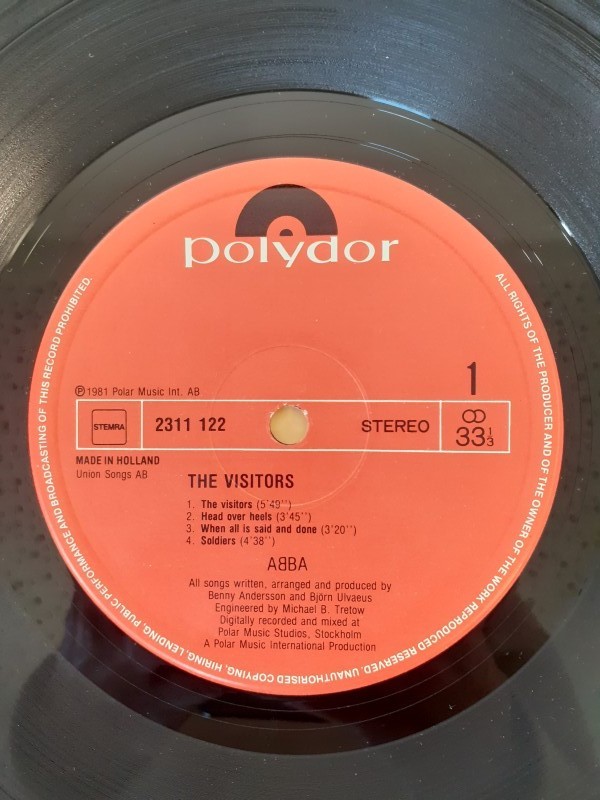 polydor
ALL RIGHTS OF THE PRODUCER AND OF THE OWNER OF THE WORK REPRODUCED RESERVED. UNAUTHORISED COPYING, HIRING, LENDING, PUBLIC PERFORMANCE AND BROADCASTING OF THIS RECORD PROHIBITED.
℗ 1981 Polar Music Int. AB
1
STEMRA
2311 122
STEREO
33 1/3
MADE IN HOLLAND
Union Songs AB
THE VISITORS
1. The visitors (5'49'')
2. Head over heels (3'45'')
3. When all is said and done (3'20'')
4. Soldiers (4'38'')
ABBA
All songs written, arranged and produced by
Benny Andersson and Björn Ulvaeus
Engineered by Michael B. Tretow
Digitally recorded and mixed at
Polar Music Studios, Stockholm
A Polar Music International Production